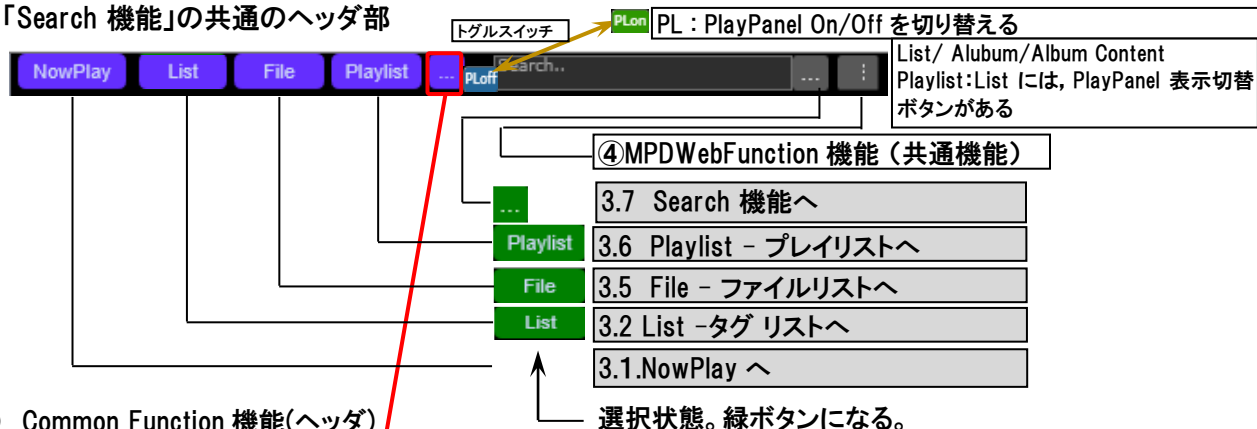 「Search 機能」の共通のヘッダ部
トグルスイッチ
PLon
PL：PlayPanel On/Off を切り替える
NowPlay
List
File
Playlist
...
PLoff
Search..
...
⋮
List/ Alubum/Album Content
Playlist：List には，PlayPanel 表示切替
ボタンがある
④MPDWebFunction 機能（共通機能）
...
3.7 Search 機能へ
Playlist
3.6 Playlist - プレイリストへ
File
3.5 File - ファイルリストへ
List
3.2 List -タグ リストへ
3.1.NowPlay へ
Common Function 機能(ヘッダ)
選択状態。緑ボタンになる。